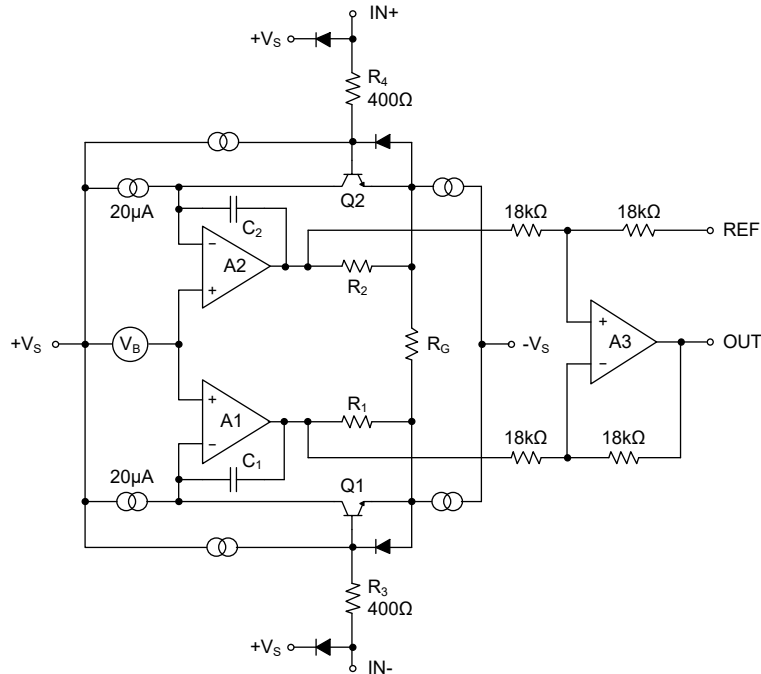 IN+
+VS
R4
400Ω
20µA
Q2
C2
18kΩ
18kΩ
REF
A2
−
+
R2
+VS
VB
RG
-VS
+
−
A3
OUT
+
−
A1
R1
C1
18kΩ
18kΩ
20µA
Q1
R3
400Ω
+VS
IN-